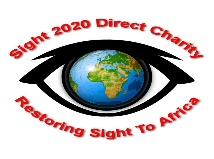 Sight 2020 Direct Charity
Restoring Sight To Africa